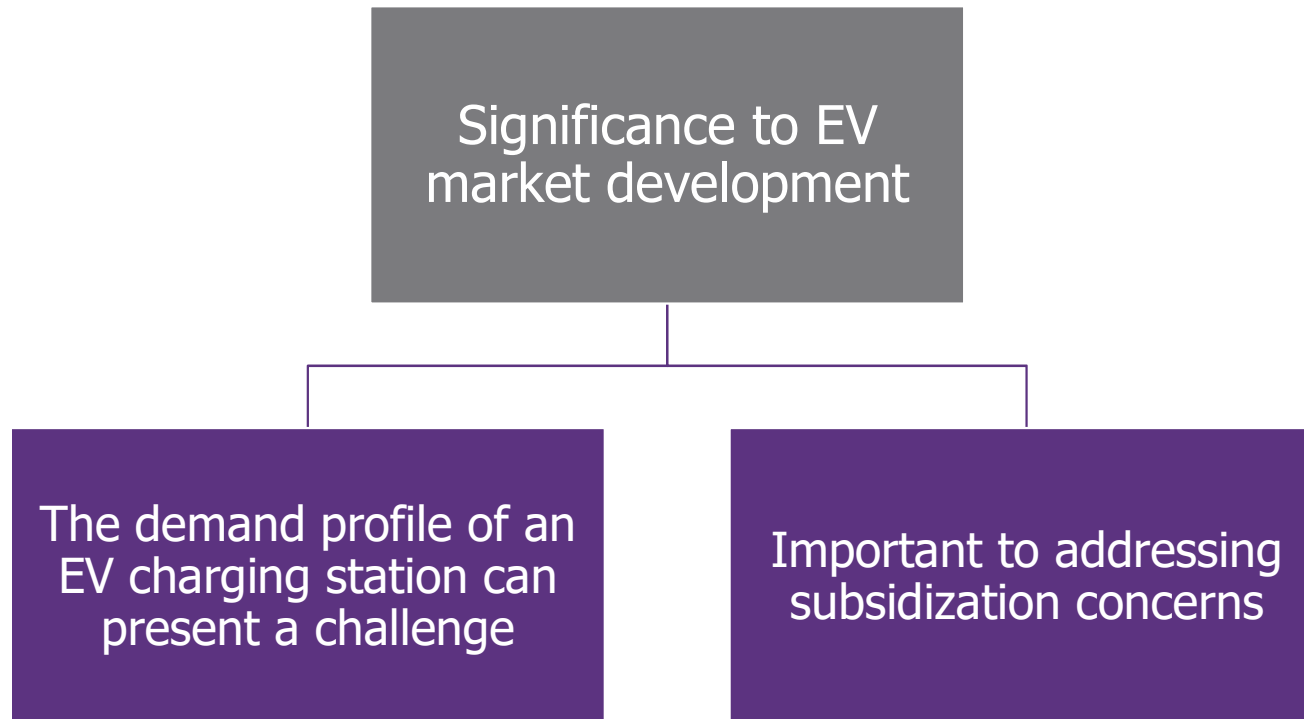 Significance to EV
market development
The demand profile of an
EV charging station can
present a challenge
Important to addressing
subsidization concerns